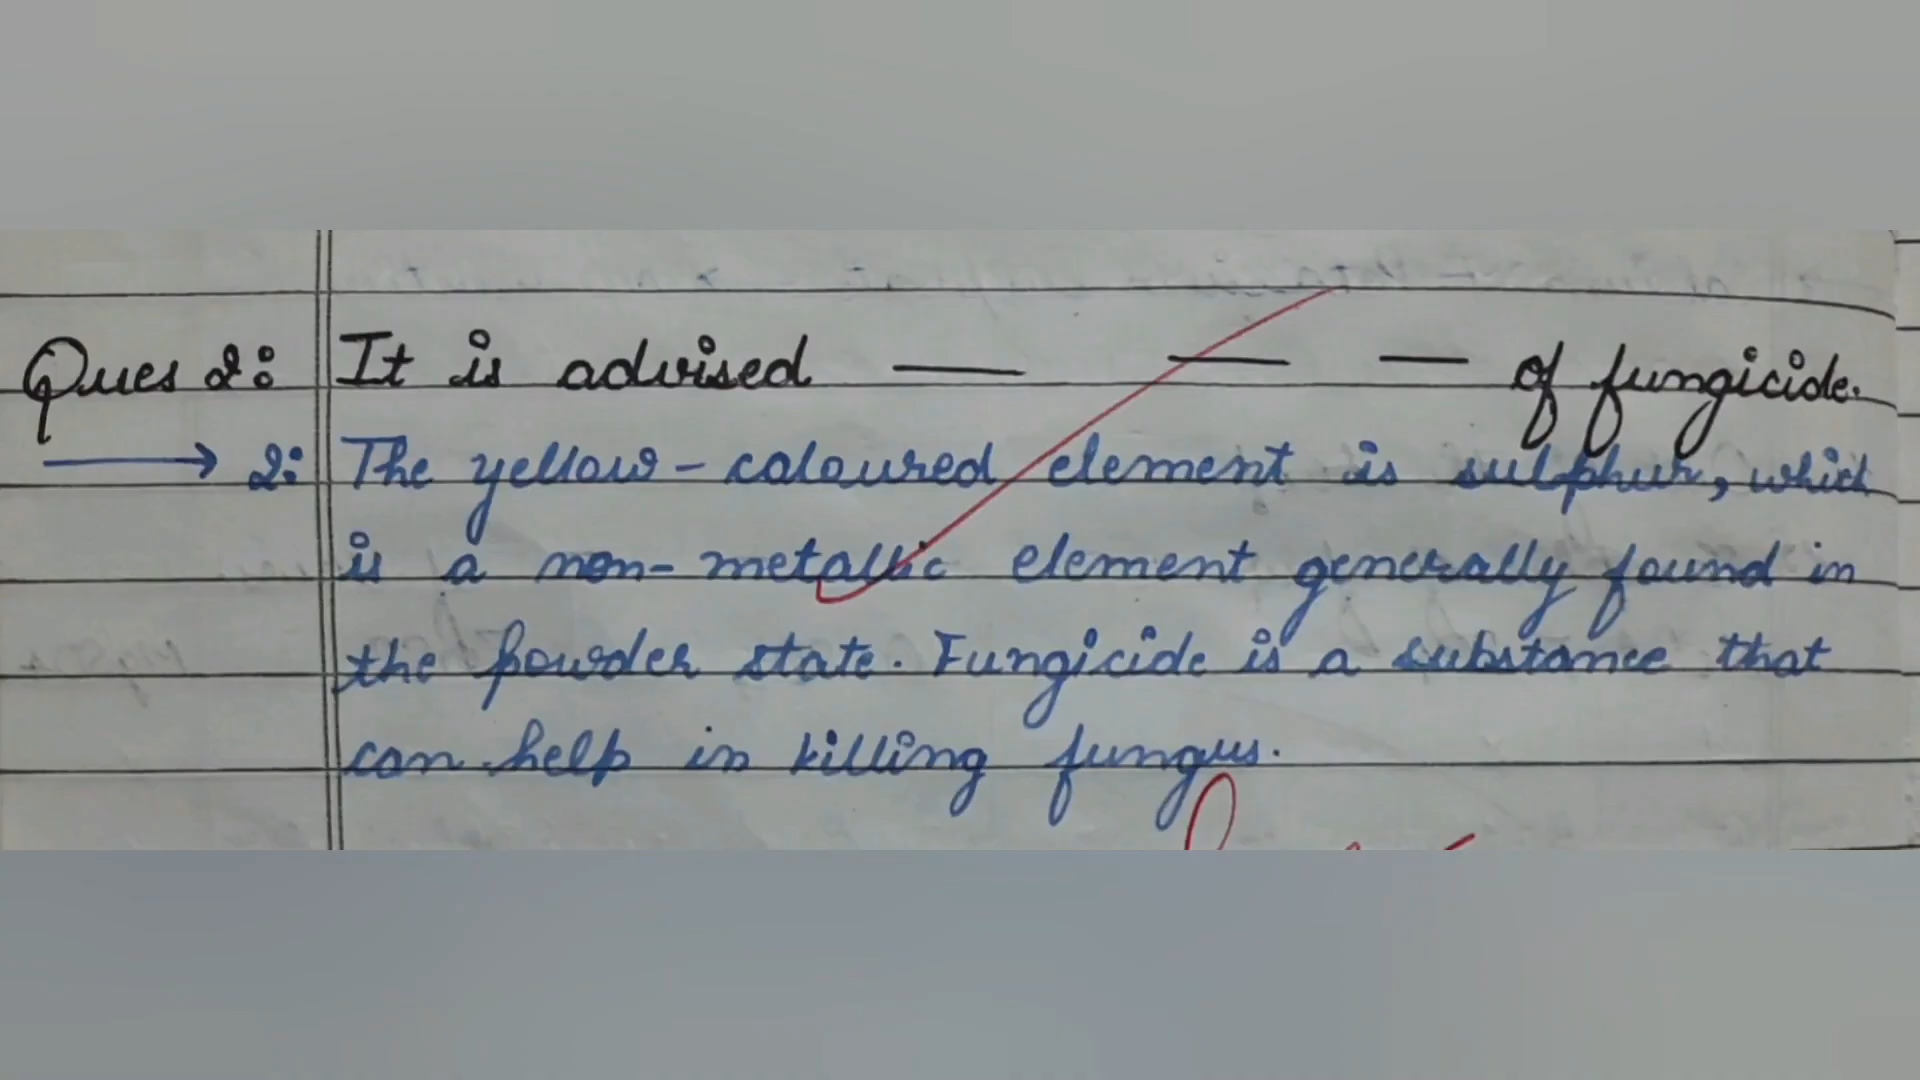 Ques 2: It is advised — — — of fungicide.
→ 2: The yellow-coloured element is sulphur, which
is a non-metallic element generally found in
the powder state. Fungicide is a substance that
can help in killing fungus.